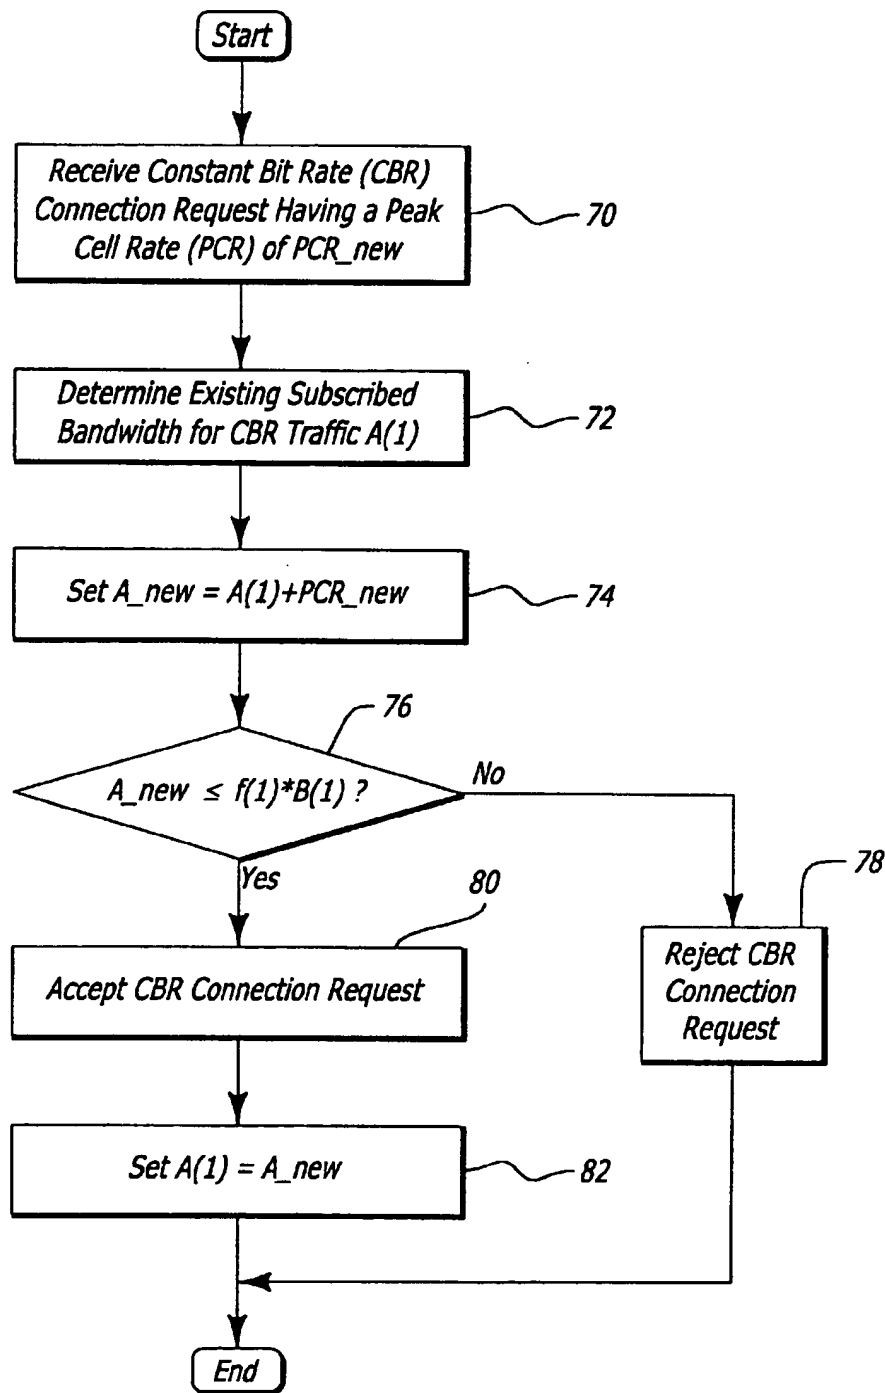 Start
Receive Constant Bit Rate (CBR)
Connection Request Having a Peak
Cell Rate (PCR) of PCR_new
70
Determine Existing Subscribed
Bandwidth for CBR Traffic A(1)
72
Set A_new = A(1)+PCR_new
74
76
A_new ≤ f(1)*B(1) ?
No
Yes
78
80
Reject CBR
Connection
Request
Accept CBR Connection Request
Set A(1) = A_new
82
End